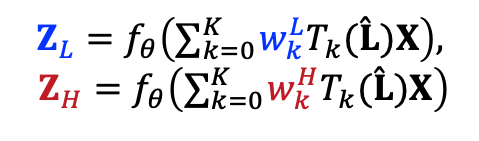 𝐙_L = f_θ(∑_{k=0}^{K} w_k^L T_k(𝐋̂)𝐗),
𝐙_H = f_θ(∑_{k=0}^{K} w_k^H T_k(𝐋̂)𝐗)